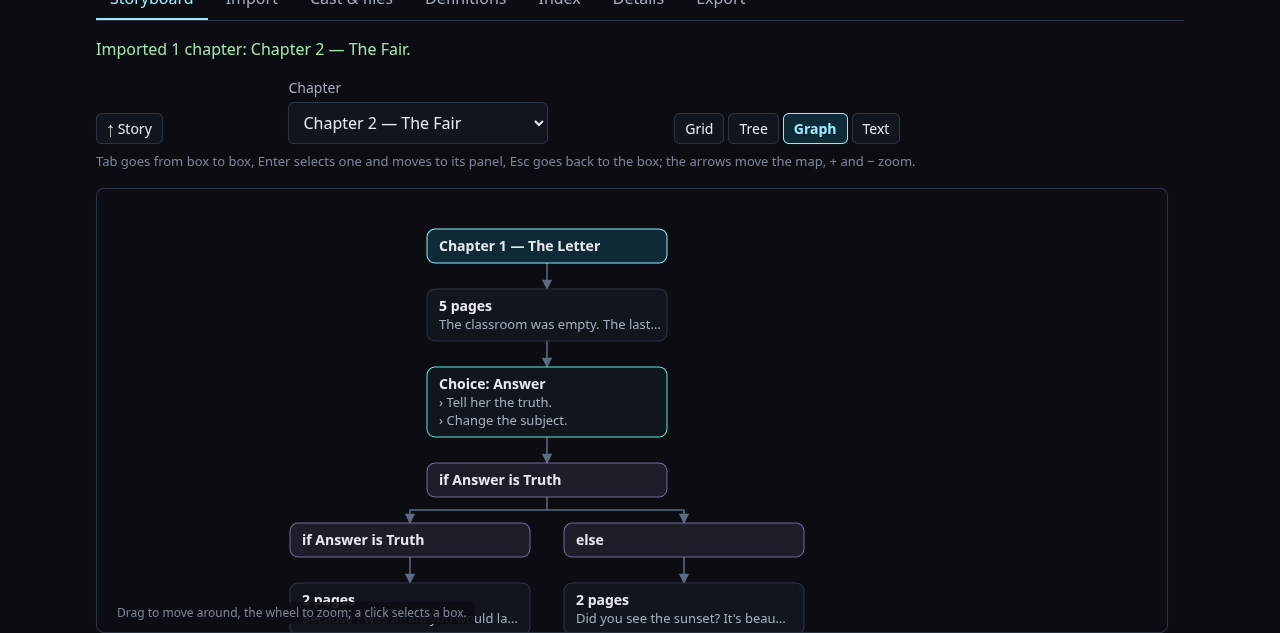 Storyboard Import Cast & files Definitions Index Details Export
Imported 1 chapter: Chapter 2 — The Fair.
Chapter
↑ Story
Chapter 2 — The Fair
Grid Tree Graph Text
Tab goes from box to box, Enter selects one and moves to its panel, Esc goes back to the box; the arrows move the map, + and − zoom.
Chapter 1 — The Letter
5 pages
The classroom was empty. The last…
Choice: Answer
› Tell her the truth.
› Change the subject.
if Answer is Truth
if Answer is Truth
else
2 pages
2 pages
Drag to move around, the wheel to zoom; a click selects a box.
uld la…
Did you see the sunset? It's beau…